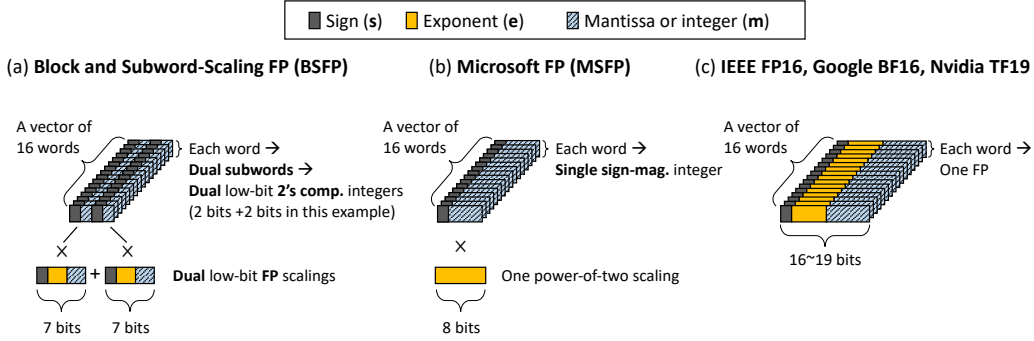 Sign (s) Exponent (e) Mantissa or integer (m)
(a) Block and Subword-Scaling FP (BSFP)
A vector of
16 words
Each word →
Dual subwords →
Dual low-bit 2's comp. integers
(2 bits +2 bits in this example)
×
×
+
Dual low-bit FP scalings
7 bits
7 bits
(b) Microsoft FP (MSFP)
A vector of
16 words
Each word →
Single sign-mag. integer
×
One power-of-two scaling
8 bits
(c) IEEE FP16, Google BF16, Nvidia TF19
A vector of
16 words
Each word →
One FP
16~19 bits